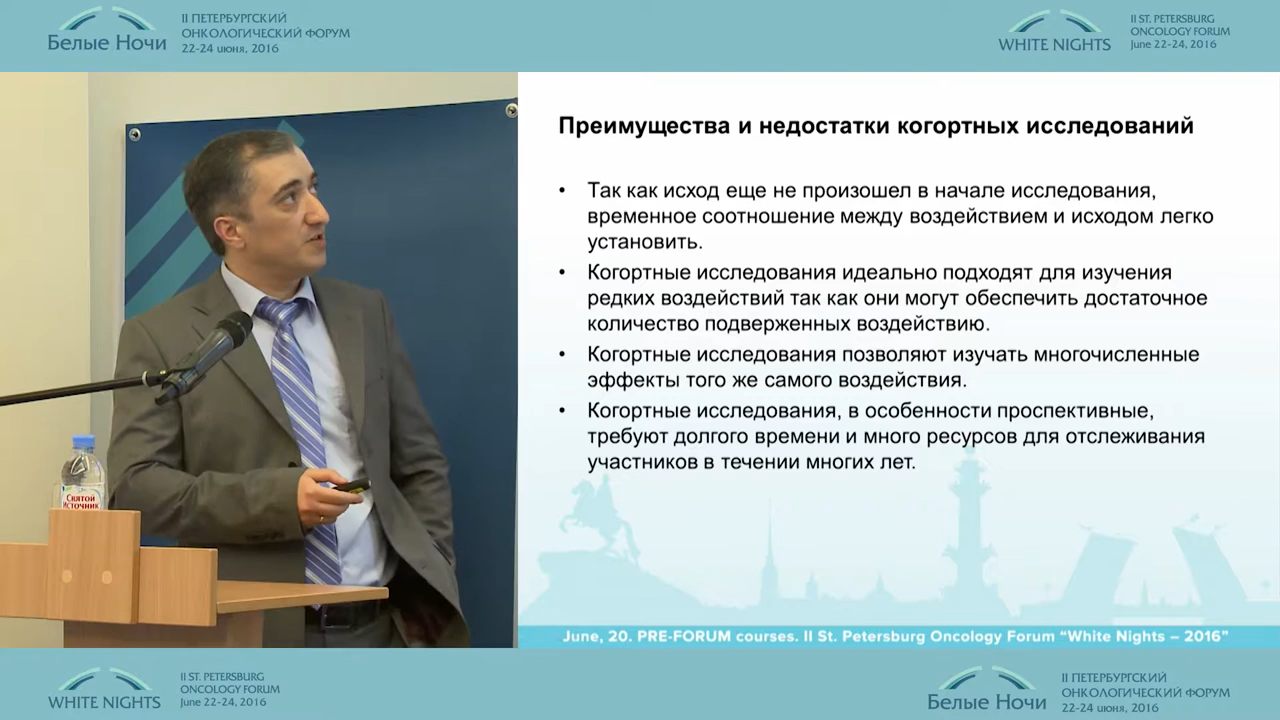 Белые Ночи
II ПЕТЕРБУРГСКИЙ
ОНКОЛОГИЧЕСКИЙ ФОРУМ
22-24 июня, 2016
WHITE NIGHTS
II ST. PETERSBURG
ONCOLOGY FORUM
June 22-24, 2016
Преимущества и недостатки когортных исследований
• Так как исход еще не произошел в начале исследования,
временное соотношение между воздействием и исходом легко
установить.
• Когортные исследования идеально подходят для изучения
редких воздействий так как они могут обеспечить достаточное
количество подверженных воздействию.
• Когортные исследования позволяют изучать многочисленные
эффекты того же самого воздействия.
• Когортные исследования, в особенности проспективные,
требуют долгого времени и много ресурсов для отслеживания
участников в течении многих лет.
Святой
Источник
June, 20. PRE-FORUM courses. II St. Petersburg Oncology Forum “White Nights – 2016”
WHITE NIGHTS
II ST. PETERSBURG
ONCOLOGY FORUM
June 22-24, 2016
Белые Ночи
II ПЕТЕРБУРГСКИЙ
ОНКОЛОГИЧЕСКИЙ ФОРУМ
22-24 июня, 2016